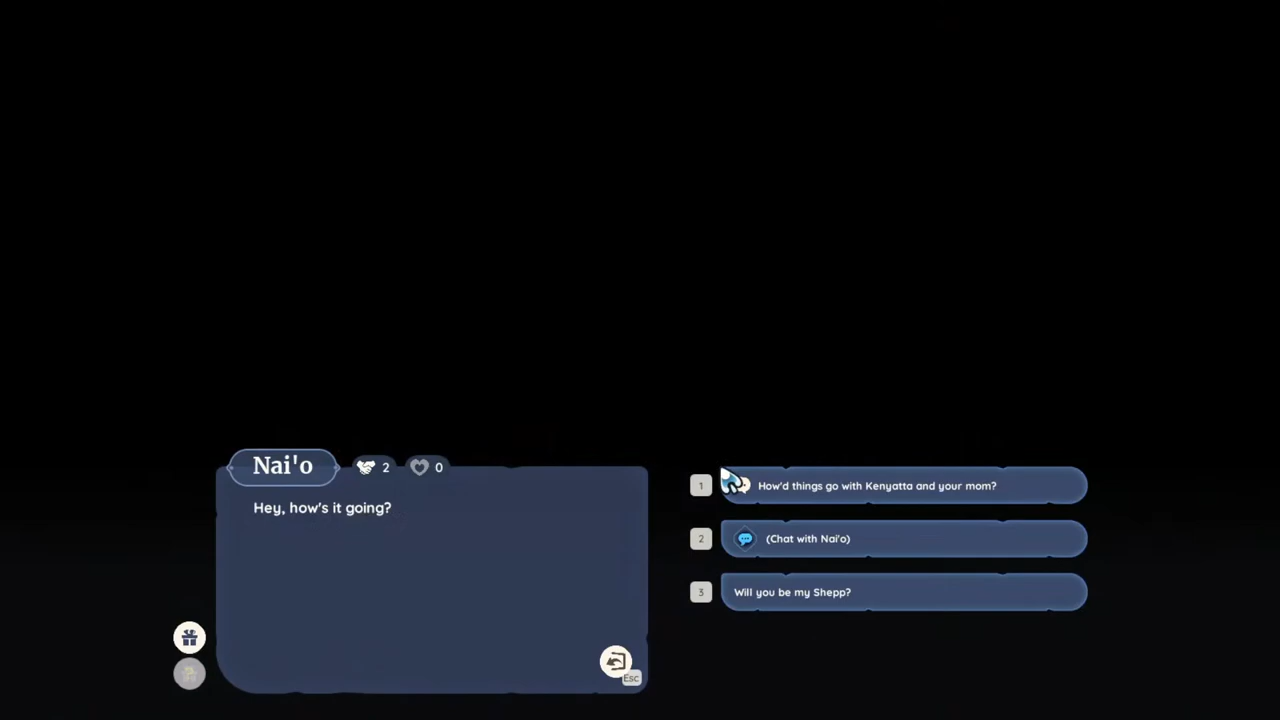 Nai'o
2
0
Hey, how's it going?
Esc
1
How'd things go with Kenyatta and your mom?
2
(Chat with Nai'o)
3
Will you be my Shepp?